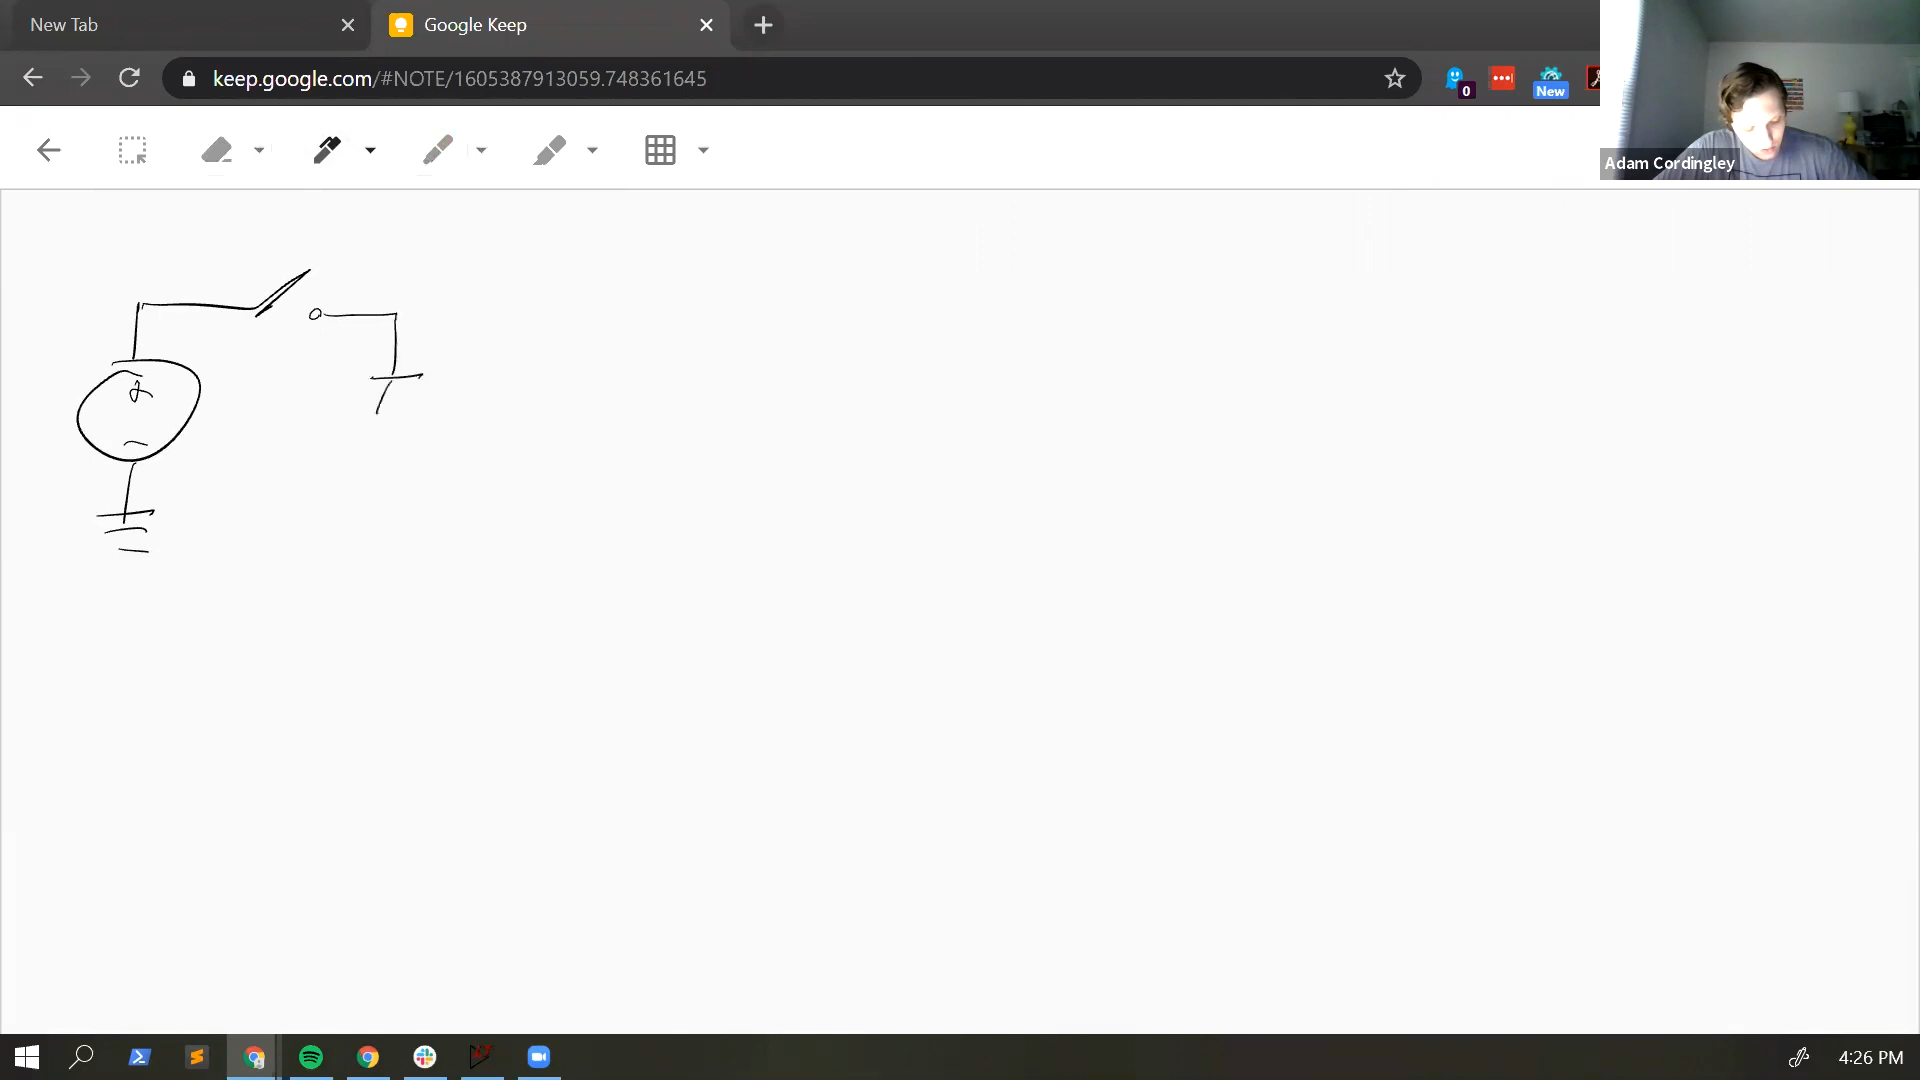 New Tab
Google Keep
keep.google.com/#NOTE/1605387913059.748361645
0
New
Adam Cordingley
4:26 PM